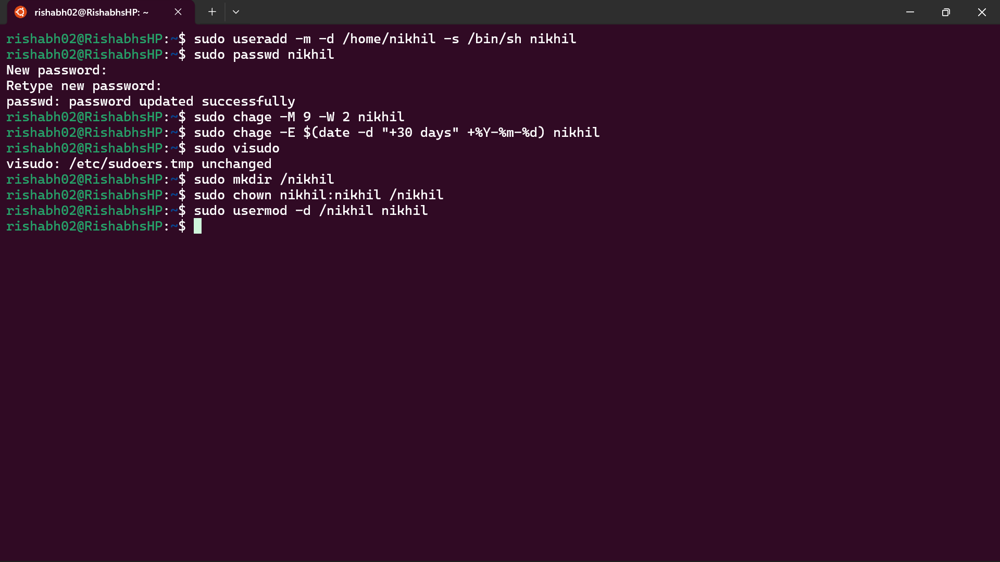 rishabh02@RishabhsHP: ~
rishabh02@RishabhsHP:~$ sudo useradd -m -d /home/nikhil -s /bin/sh nikhil
rishabh02@RishabhsHP:~$ sudo passwd nikhil
New password:
Retype new password:
passwd: password updated successfully
rishabh02@RishabhsHP:~$ sudo chage -M 9 -W 2 nikhil
rishabh02@RishabhsHP:~$ sudo chage -E $(date -d "+30 days" +%Y-%m-%d) nikhil
rishabh02@RishabhsHP:~$ sudo visudo
visudo: /etc/sudoers.tmp unchanged
rishabh02@RishabhsHP:~$ sudo mkdir /nikhil
rishabh02@RishabhsHP:~$ sudo chown nikhil:nikhil /nikhil
rishabh02@RishabhsHP:~$ sudo usermod -d /nikhil nikhil
rishabh02@RishabhsHP:~$